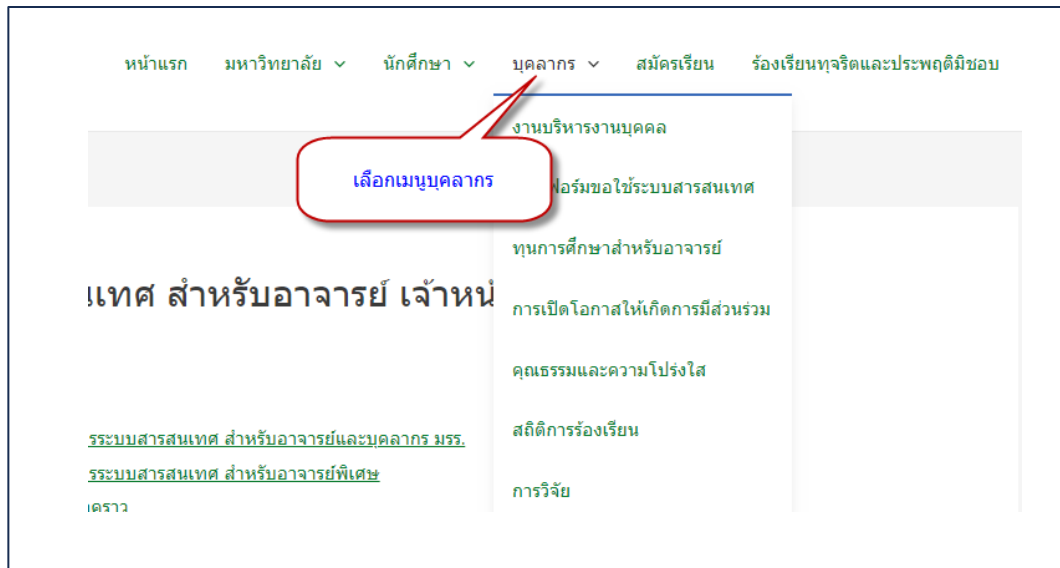 หน้าแรก มหาวิทยาลัย นักศึกษา บุคลากร สมัครเรียน ร้องเรียนทุจริตและประพฤติมิชอบ
งานบริหารงานบุคคล
เลือกเมนูบุคลากร
ฟอร์มขอใช้ระบบสารสนเทศ
ทุนการศึกษาสำหรับอาจารย์
นเทศ สำหรับอาจารย์ เจ้าหน้
การเปิดโอกาสให้เกิดการมีส่วนร่วม
คุณธรรมและความโปร่งใส
สถิติการร้องเรียน
รระบบสารสนเทศ สำหรับอาจารย์และบุคลากร มรร.
รระบบสารสนเทศ สำหรับอาจารย์พิเศษ
การวิจัย